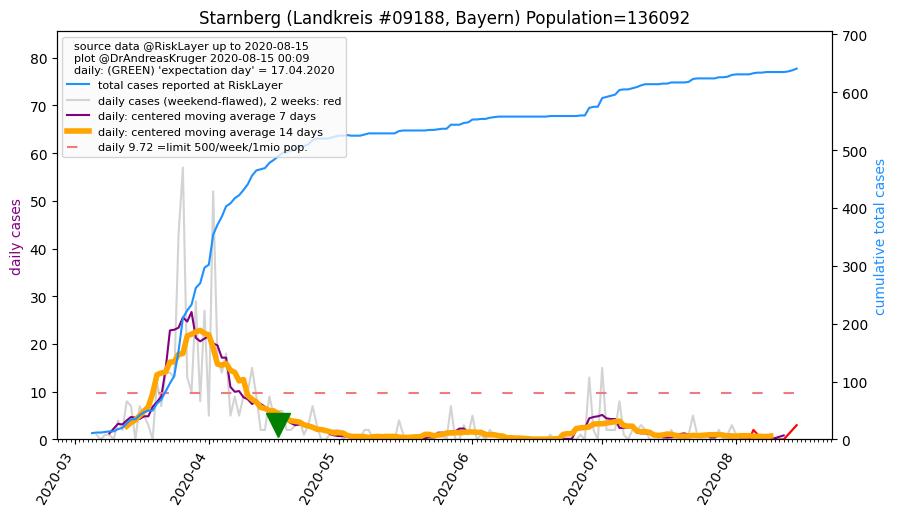 Starnberg (Landkreis #09188, Bayern) Population=136092
source data @RiskLayer up to 2020-08-15
plot @DrAndreasKruger 2020-08-15 00:09
daily: (GREEN) 'expectation day' = 17.04.2020
total cases reported at RiskLayer
daily cases (weekend-flawed), 2 weeks: red
daily: centered moving average 7 days
daily: centered moving average 14 days
daily 9.72 =limit 500/week/1mio pop.
daily cases
80
70
60
50
40
30
20
10
0
700
600
500
400
300
200
100
0
cumulative total cases
2020-03
2020-04
2020-05
2020-06
2020-07
2020-08